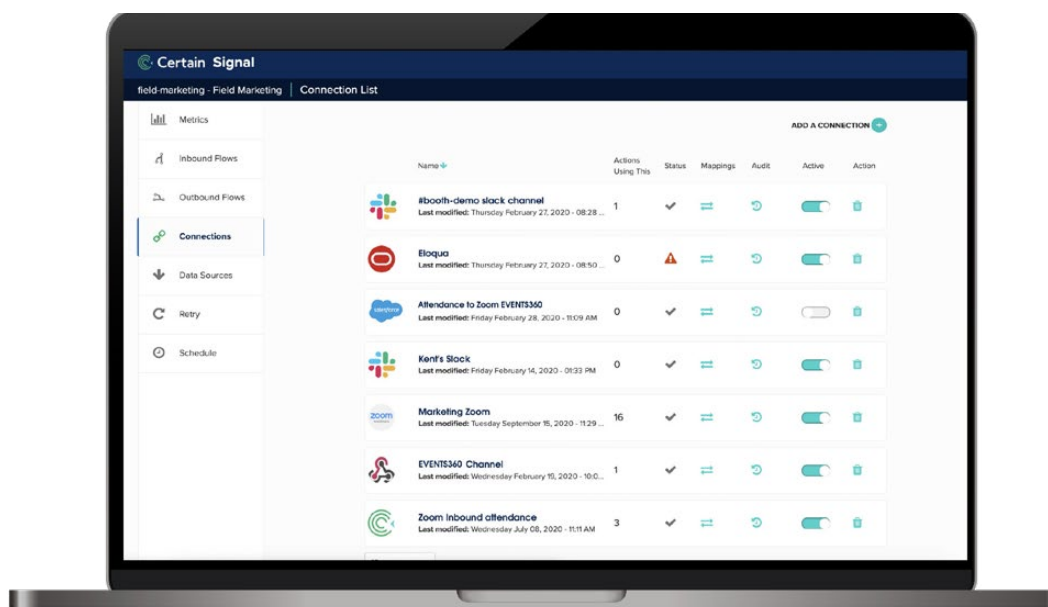 Certain Signal
field-marketing - Field Marketing | Connection List
Metrics
ADD A CONNECTION +
Inbound Flows
Name
Actions
Using This
Status
Mappings
Audit
Active
Action
Outbound Flows
#booth-demo slack channel
Last modified: Thursday February 27, 2020 - 08:28 ...
1
Connections
Eloqua
Last modified: Thursday February 27, 2020 - 08:50 ...
0
Data Sources
salesforce
Attendance to Zoom EVENTS360
Last modified: Friday February 28, 2020 - 11:09 AM
0
Retry
Schedule
Kent's Slack
Last modified: Friday February 14, 2020 - 01:33 PM
0
zoom
Marketing Zoom
Last modified: Tuesday September 15, 2020 - 11:29 ...
16
EVENTS360 Channel
Last modified: Wednesday February 19, 2020 - 10:0...
1
Zoom Inbound attendance
Last modified: Wednesday July 08, 2020 - 11:11 AM
3